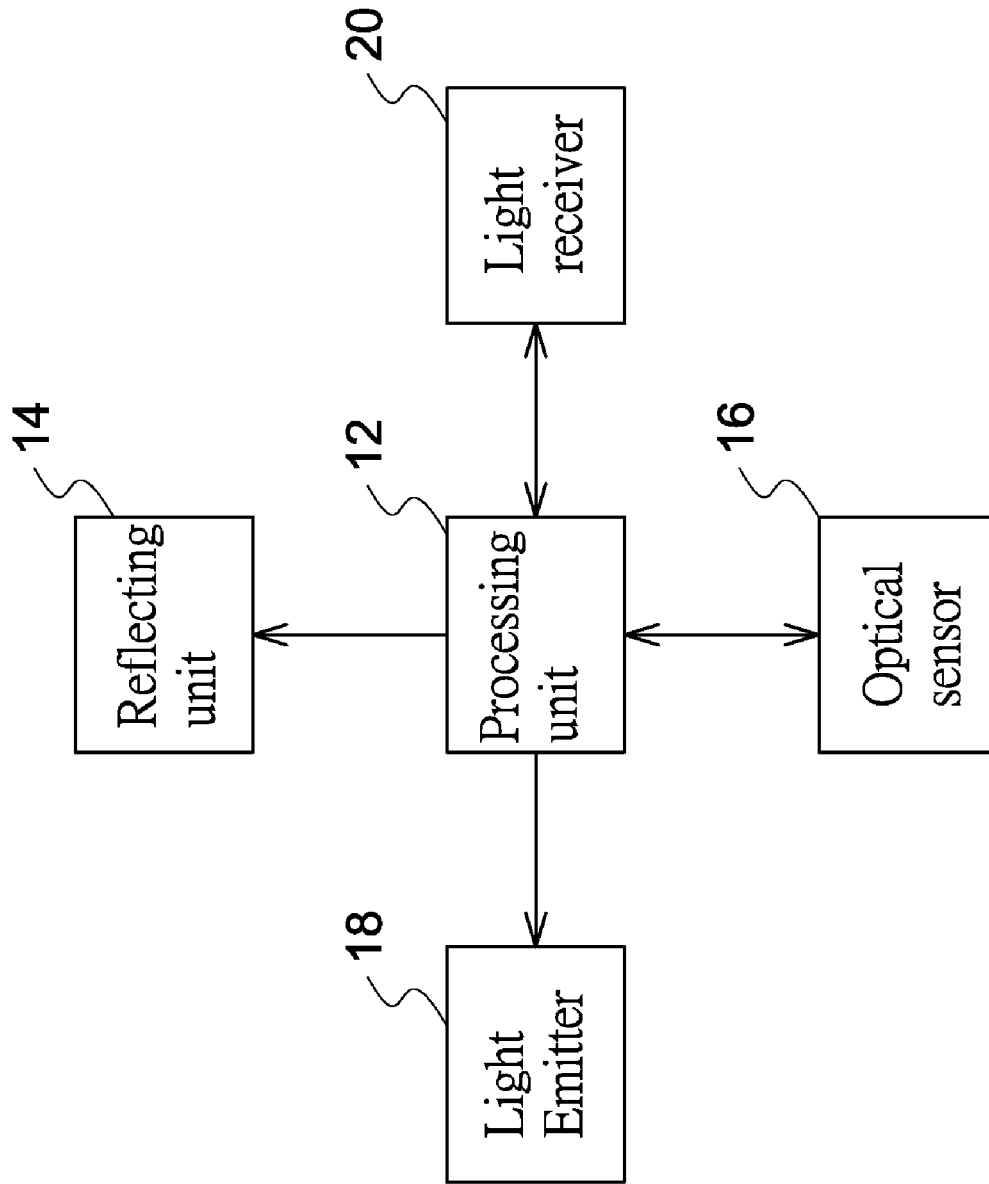 Light
Emitter
18
Optical
sensor
16
Processing
unit
12
Reflecting
unit
14
Light
receiver
20